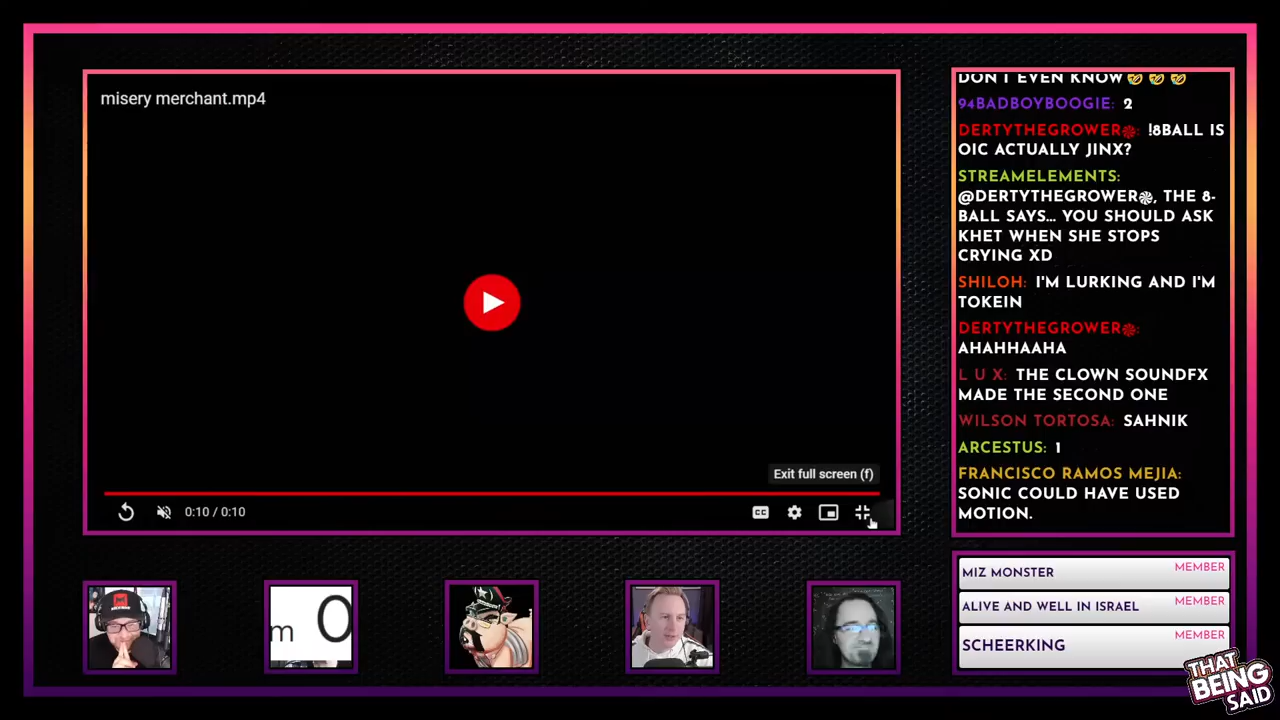 misery merchant.mp4
Exit full screen (f)
0:10 / 0:10
CC
m O
DON'T EVEN KNOW 🤣 🤣 🤣
94BADBOYBOOGIE: 2
DERTYTHEGROWER: !8BALL IS
OIC ACTUALLY JINX?
STREAMELEMENTS:
@DERTYTHEGROWER, THE 8-
BALL SAYS... YOU SHOULD ASK
KHET WHEN SHE STOPS
CRYING XD
SHILOH: I'M LURKING AND I'M
TOKEIN
DERTYTHEGROWER:
AHAHHAAHA
L U X: THE CLOWN SOUNDFX
MADE THE SECOND ONE
WILSON TORTOSA: SAHNIK
ARCESTUS: 1
FRANCISCO RAMOS MEJIA:
SONIC COULD HAVE USED
MOTION.
MIZ MONSTER MEMBER
ALIVE AND WELL IN ISRAEL MEMBER
SCHEERKING MEMBER
THAT
BEING
SAID